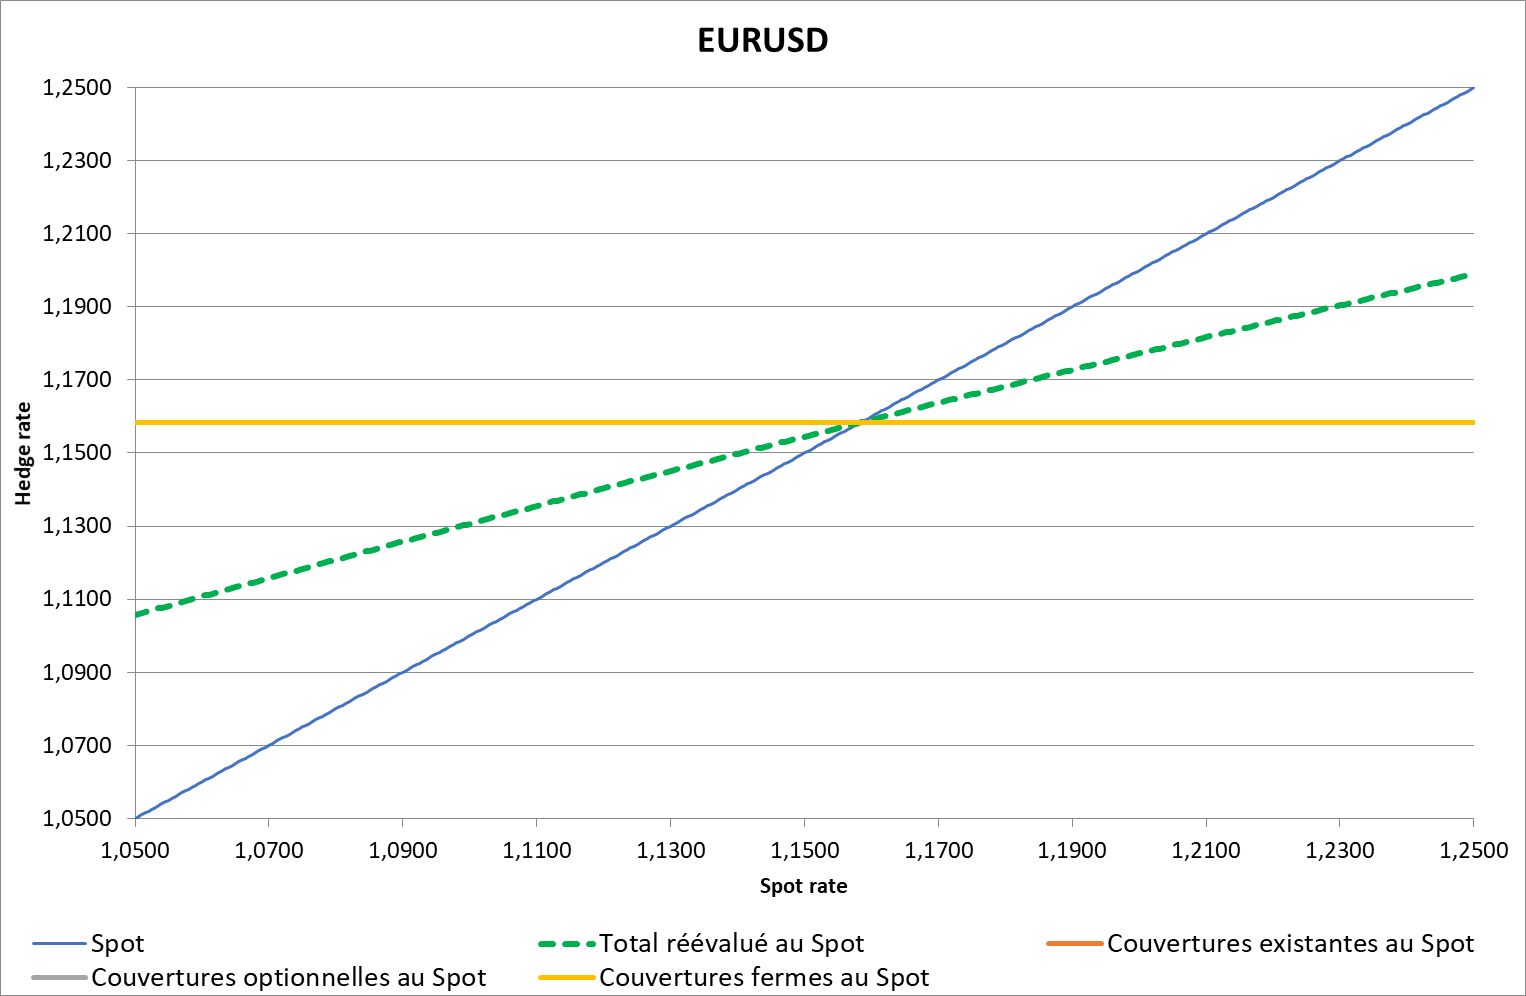 EURUSD
1,2500
1,2300
1,2100
1,1900
1,1700
1,1500
1,1300
1,1100
1,0900
1,0700
1,0500
Hedge rate
1,0500 1,0700 1,0900 1,1100 1,1300 1,1500 1,1700 1,1900 1,2100 1,2300 1,2500
Spot rate
Spot Total réévalué au Spot Couvertures existantes au Spot
Couvertures optionnelles au Spot Couvertures fermes au Spot